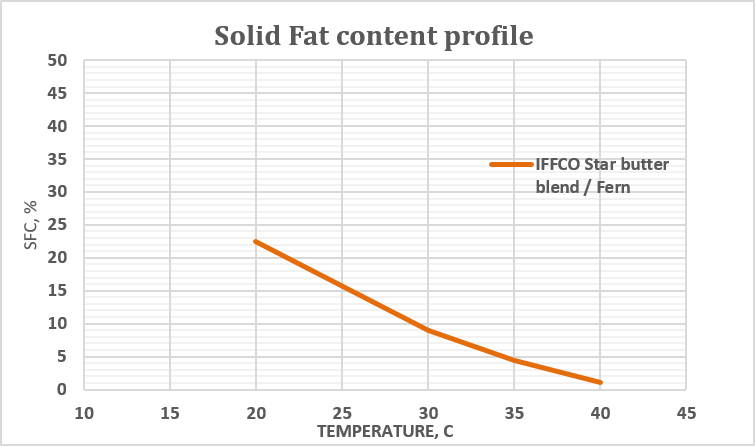 Solid Fat content profile
50
45
40
35
30
25
20
15
10
5
0
SFC, %
IFFCO Star butter
blend / Fern
10 15 20 25 30 35 40 45
TEMPERATURE, C